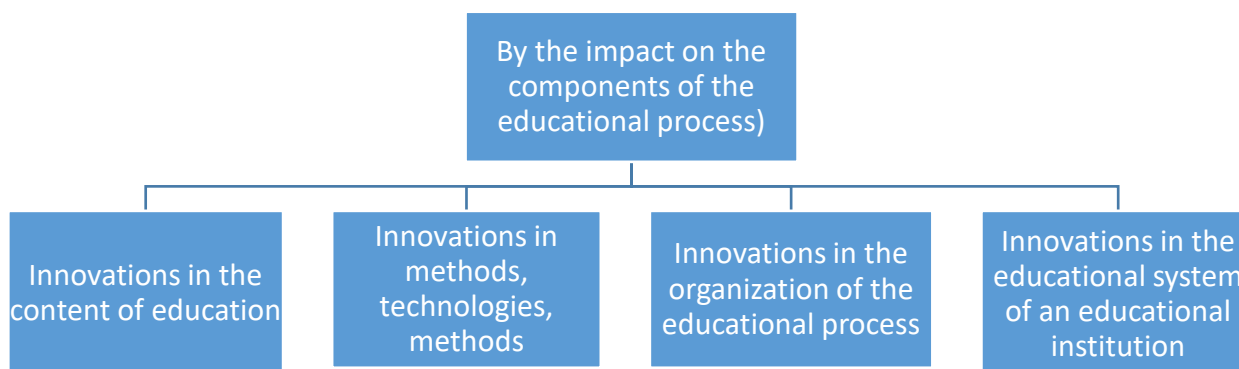 By the impact on the
components of the
educational process)
Innovations in the
content of education
Innovations in
methods,
technologies,
methods
Innovations in the
organization of the
educational process
Innovations in the
educational system
of an educational
institution